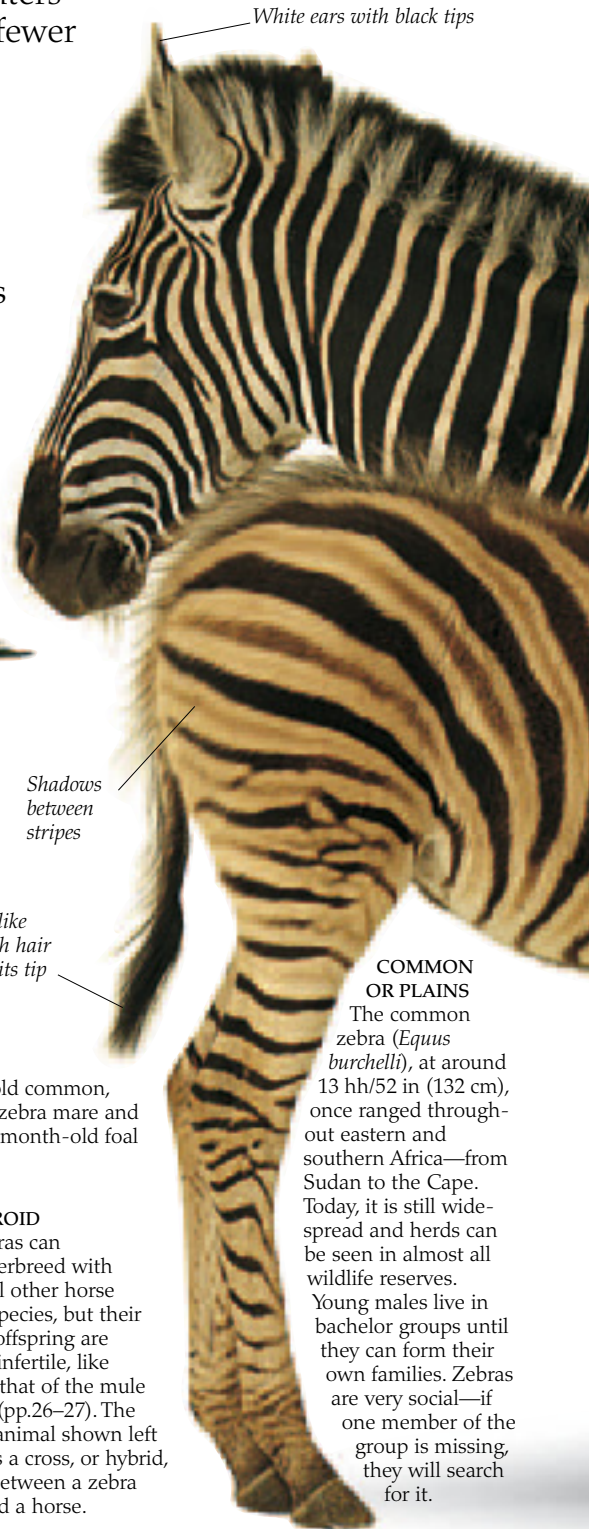 nters
fewer
White ears with black tips
s
Shadows
between
stripes
like
h hair
its tip
old common,
zebra mare and
month-old foal
ROID
ras can
erbreed with
l other horse
pecies, but their
offspring are
infertile, like
that of the mule
(pp.26–27). The
animal shown left
s a cross, or hybrid,
etween a zebra
d a horse.
COMMON
OR PLAINS
The common
zebra (Equus
burchelli), at around
13 hh/52 in (132 cm),
once ranged through-
out eastern and
southern Africa—from
Sudan to the Cape.
Today, it is still wide-
spread and herds can
be seen in almost all
wildlife reserves.
Young males live in
bachelor groups until
they can form their
own families. Zebras
are very social—if
one member of the
group is missing,
they will search
for it.